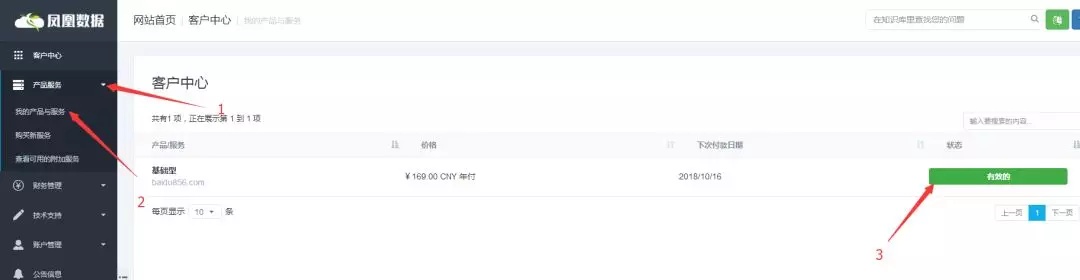 凤凰数据
网站首页 | 客户中心 | 我的产品与服务
在知识库里查找您的问题
客户中心
产品服务
我的产品与服务
购买新服务
查看可用的附加服务
财务管理
技术支持
账户管理
公告信息
客户中心
1
共有1 项，正在展示第 1 到 1 项
输入要搜索的内容...
产品/服务 价格 下次付款日期 状态
基础型 ¥ 169.00 CNY 年付 2018/10/16 有效的
baxiu856.com
2
每页显示 10 条
上一页 1 下一页
3